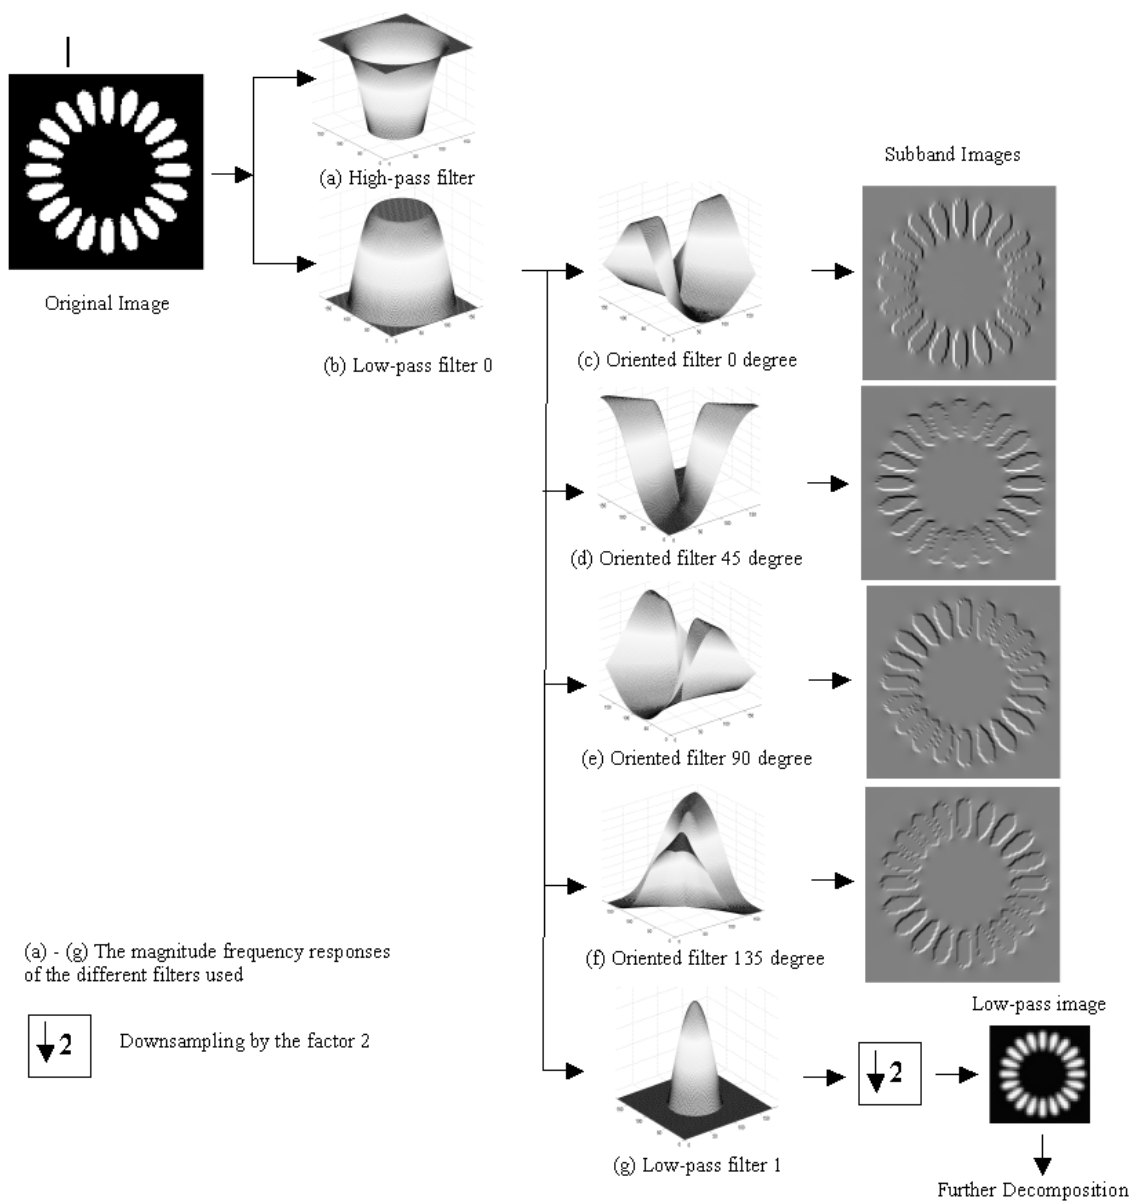 (a) High-pass filter
Subband Images
Original Image
(b) Low-pass filter 0
(c) Oriented filter 0 degree
(d) Oriented filter 45 degree
(e) Oriented filter 90 degree
(f) Oriented filter 135 degree
(a) - (g) The magnitude frequency responses
of the different filters used
2
Downsampling by the factor 2
Low-pass image
2
(g) Low-pass filter 1
Further Decomposition